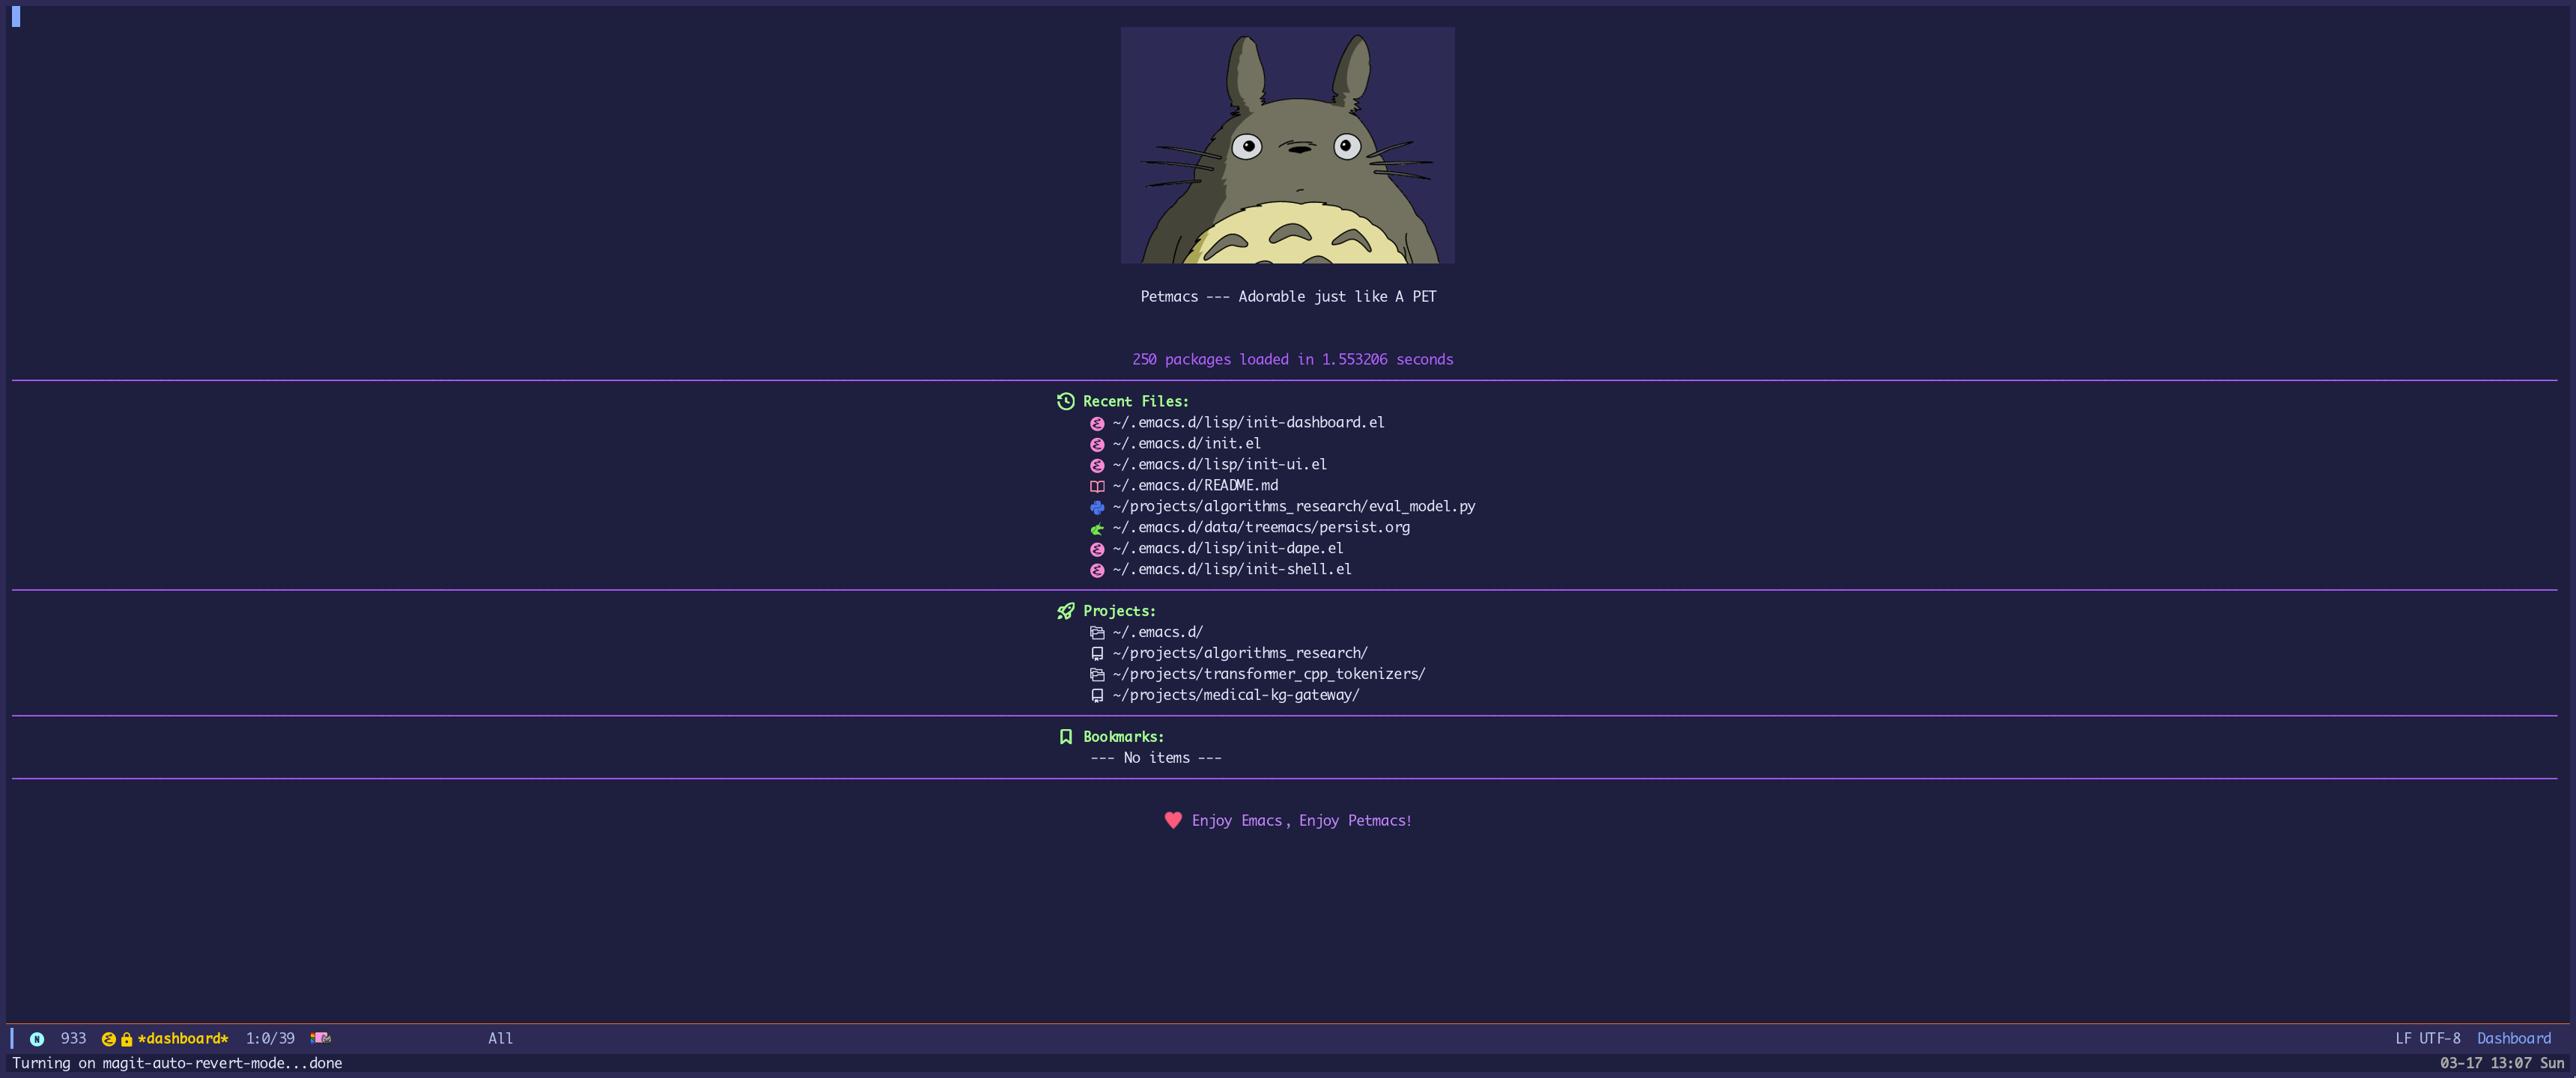 Petmacs --- Adorable just like A PET
250 packages loaded in 1.553206 seconds
Recent Files:
~/.emacs.d/lisp/init-dashboard.el
~/.emacs.d/init.el
~/.emacs.d/lisp/init-ui.el
~/.emacs.d/README.md
~/projects/algorithms_research/eval_model.py
~/.emacs.d/data/treemacs/persist.org
~/.emacs.d/lisp/init-dape.el
~/.emacs.d/lisp/init-shell.el
Projects:
~/.emacs.d/
~/projects/algorithms_research/
~/projects/transformer_cpp_tokenizers/
~/projects/medical-kg-gateway/
Bookmarks:
--- No items ---
Enjoy Emacs, Enjoy Petmacs!
N 933 *dashboard* 1:0/39 All LF UTF-8 Dashboard
Turning on magit-auto-revert-mode...done 03-17 13:07 Sun